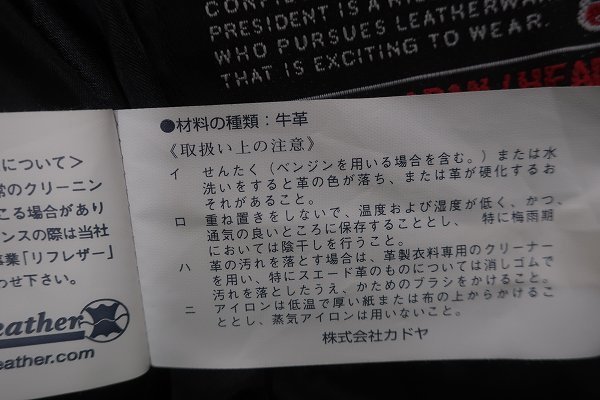 PRESIDENT IS A
WHO PURSUES LEATHERWA
THAT IS EXCITING TO WEAR.
●材料の種類：牛革
《取扱い上の注意》
イ せんたく（ベンジンを用いる場合を含む。）または水
洗いをすると革の色が落ち、または革が硬化するお
それがあること。
ロ 重ね置きをしないで、温度および湿度が低く、かつ、
通気の良いところに保存することとし、 特に梅雨期
においては陰干しを行うこと。
ハ 革の汚れを落とす場合は、革製衣料専用のクリーナー
を用い、特にスエード革のものについては消しゴムで
汚れを落としたうえ、かためのブラシをかけること。
ニ アイロンは低温で厚い紙または布の上からかけるこ
ととし、蒸気アイロンは用いないこと。
株式会社カドヤ
について＞
常のクリーニン
こる場合があり
ンスの際は当社
事業「リフレザー」
わせ下さい。
eather
eather.com